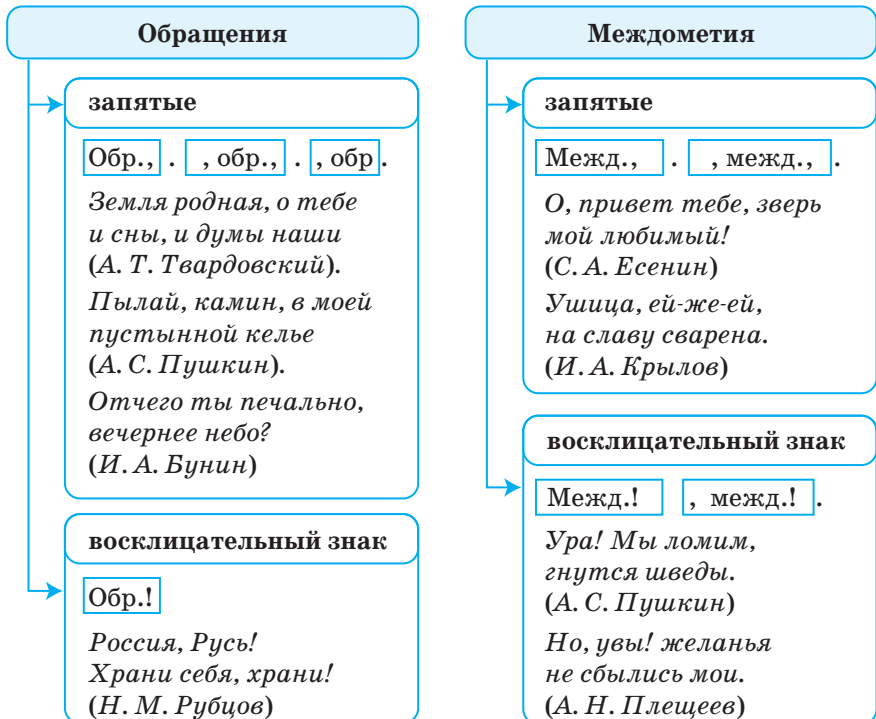 Обращения
запятые
Обр., . , обр., . , обр.
Земля родная, о тебе
и сны, и думы наши
(А. Т. Твардовский).
Пылай, камин, в моей
пустынной келье
(А. С. Пушкин).
Отчего ты печально,
вечернее небо?
(И. А. Бунин)
восклицательный знак
Обр.!
Россия, Русь!
Храни себя, храни!
(Н. М. Рубцов)
Междометия
запятые
Межд., . , межд., .
О, привет тебе, зверь
мой любимый!
(С. А. Есенин)
Ушица, ей-же-ей,
на славу сварена.
(И. А. Крылов)
восклицательный знак
Межд.! , межд.! .
Ура! Мы ломим,
гнутся шведы.
(А. С. Пушкин)
Но, увы! желанья
не сбылись мои.
(А. Н. Плещеев)